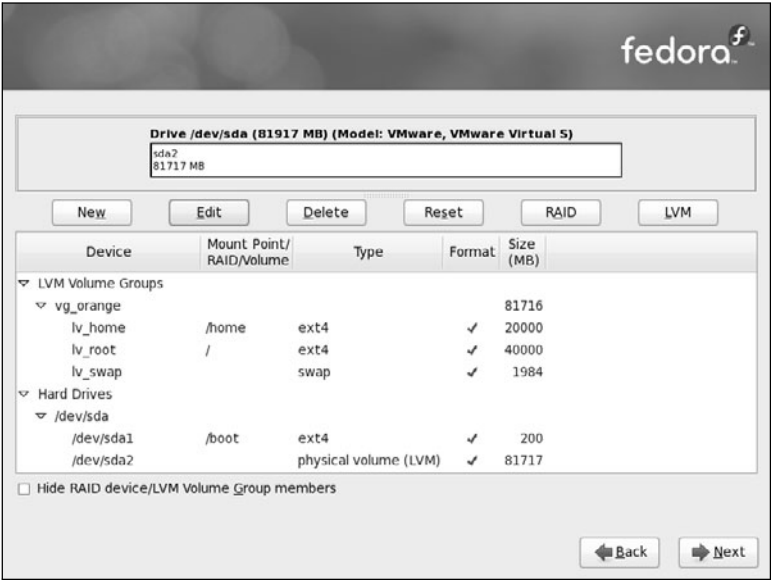 fedora
Drive /dev/sda (81917 MB) (Model: VMware, VMware Virtual S)
sda2
81717 MB
New Edit Delete Reset RAID LVM
Device Mount Point/ RAID/Volume Type Format Size (MB)
LVM Volume Groups
vg_orange 81716
lv_home /home ext4 ✓ 20000
lv_root / ext4 ✓ 40000
lv_swap swap ✓ 1984
Hard Drives
/dev/sda
/dev/sda1 /boot ext4 ✓ 200
/dev/sda2 physical volume (LVM) ✓ 81717
Hide RAID device/LVM Volume Group members
Back Next